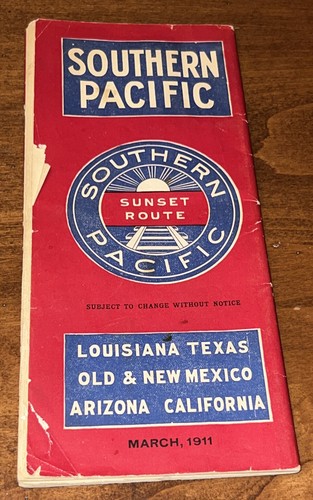 SOUTHERN
PACIFIC
SOUTHERN
SUNSET
ROUTE
PACIFIC
SUBJECT TO CHANGE WITHOUT NOTICE
LOUISIANA TEXAS
OLD & NEW MEXICO
ARIZONA CALIFORNIA
MARCH, 1911